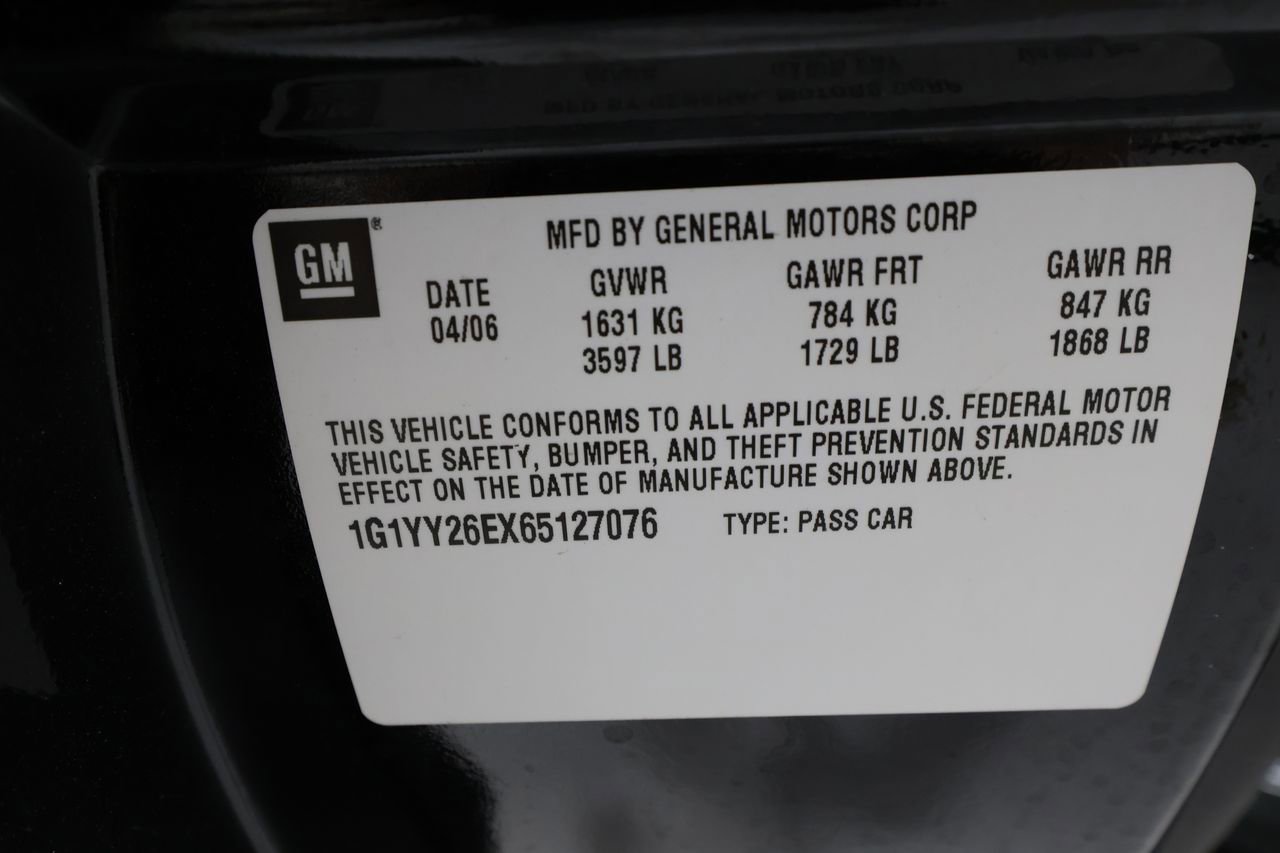 GM®
MFD BY GENERAL MOTORS CORP
DATE GVWR GAWR FRT GAWR RR
04/06 1631 KG 784 KG 847 KG
3597 LB 1729 LB 1868 LB
THIS VEHICLE CONFORMS TO ALL APPLICABLE U.S. FEDERAL MOTOR
VEHICLE SAFETY, BUMPER, AND THEFT PREVENTION STANDARDS IN
EFFECT ON THE DATE OF MANUFACTURE SHOWN ABOVE.
1G1YY26EX65127076 TYPE: PASS CAR